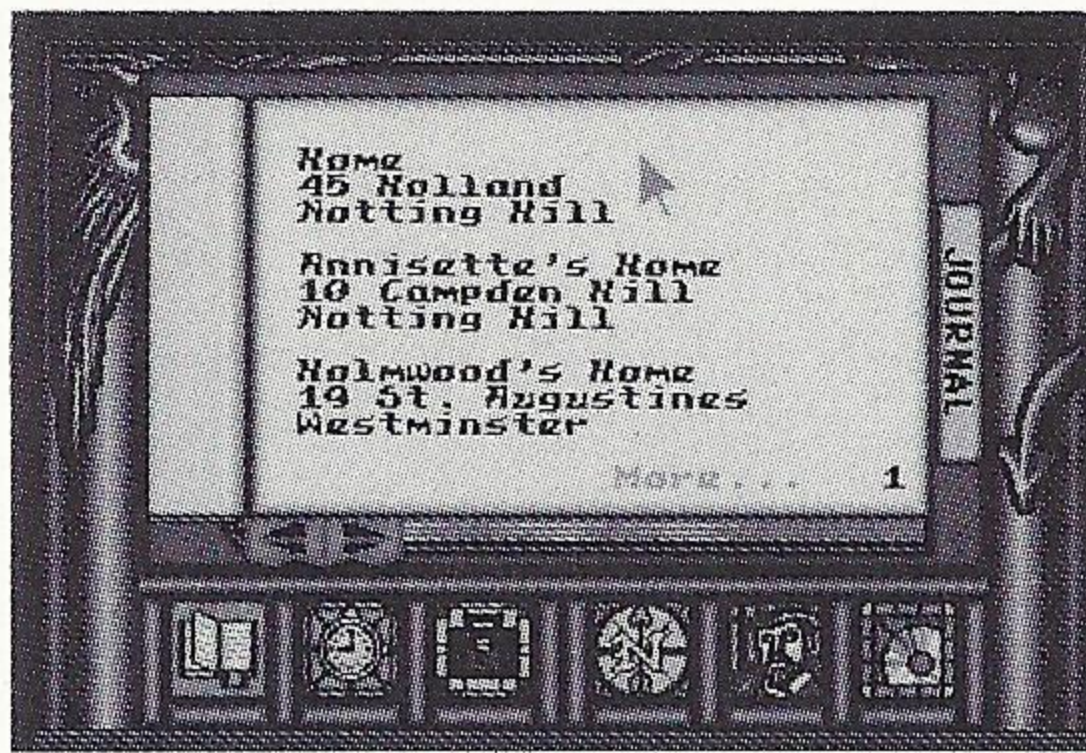 Home
45 Holland
Notting Hill
Annisette's Home
10 Campden Hill
Notting Hill
Holmwood's Home
19 St. Augustines
Westminster
More...
1
JOURNAL
N